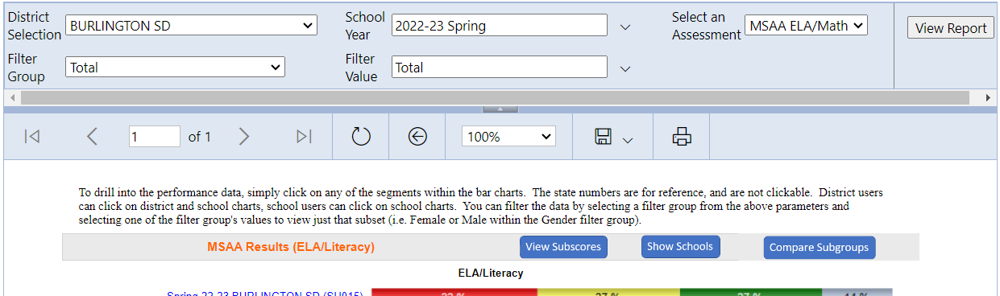 District Selection BURLINGTON SD School Year 2022-23 Spring Select an Assessment MSAA ELA/Math View Report
Filter Group Total Filter Value Total
1 of 1 100%
To drill into the performance data, simply click on any of the segments within the bar charts. The state numbers are for reference, and are not clickable. District users
can click on district and school charts, school users can click on school charts. You can filter the data by selecting a filter group from the above parameters and
selecting one of the filter group's values to view just that subset (i.e. Female or Male within the Gender filter group).
MSAA Results (ELA/Literacy) View Subscores Show Schools Compare Subgroups
ELA/Literacy
Spring 22-23 BURLINGTON SD (SU015)